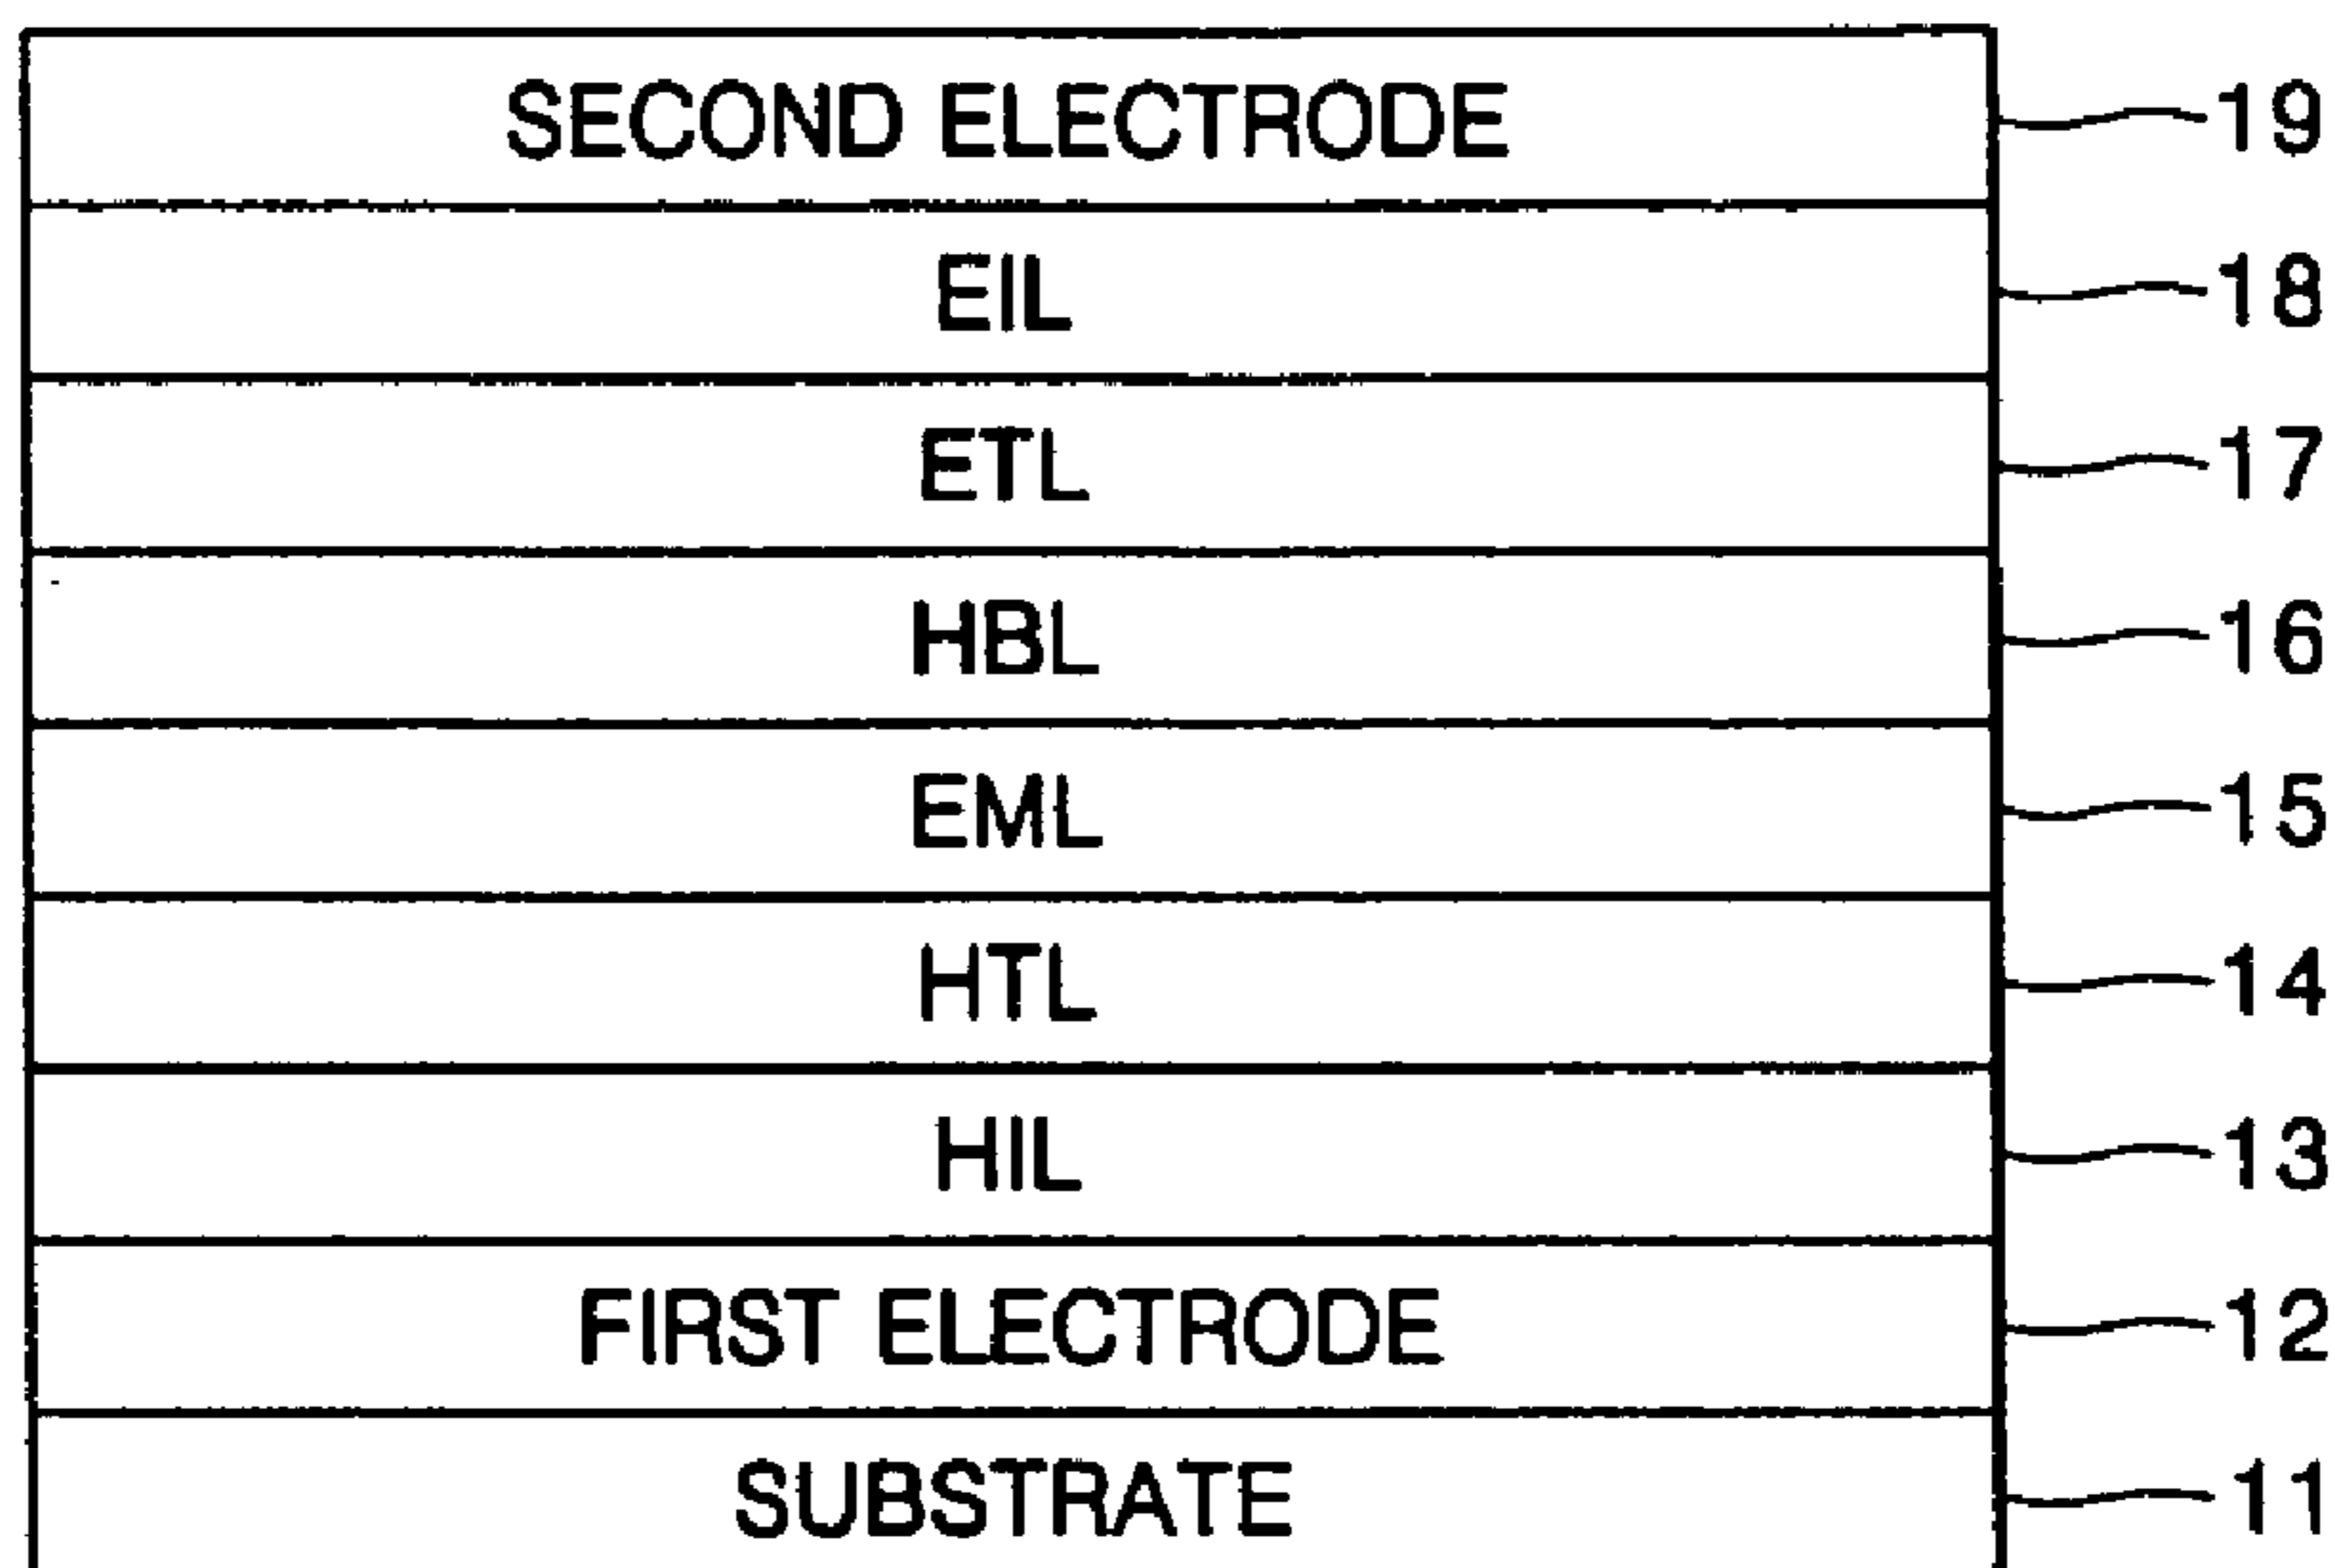 SECOND ELECTRODE 19
EIL 18
ETL 17
HBL 16
EML 15
HTL 14
HIL 13
FIRST ELECTRODE 12
SUBSTRATE 11